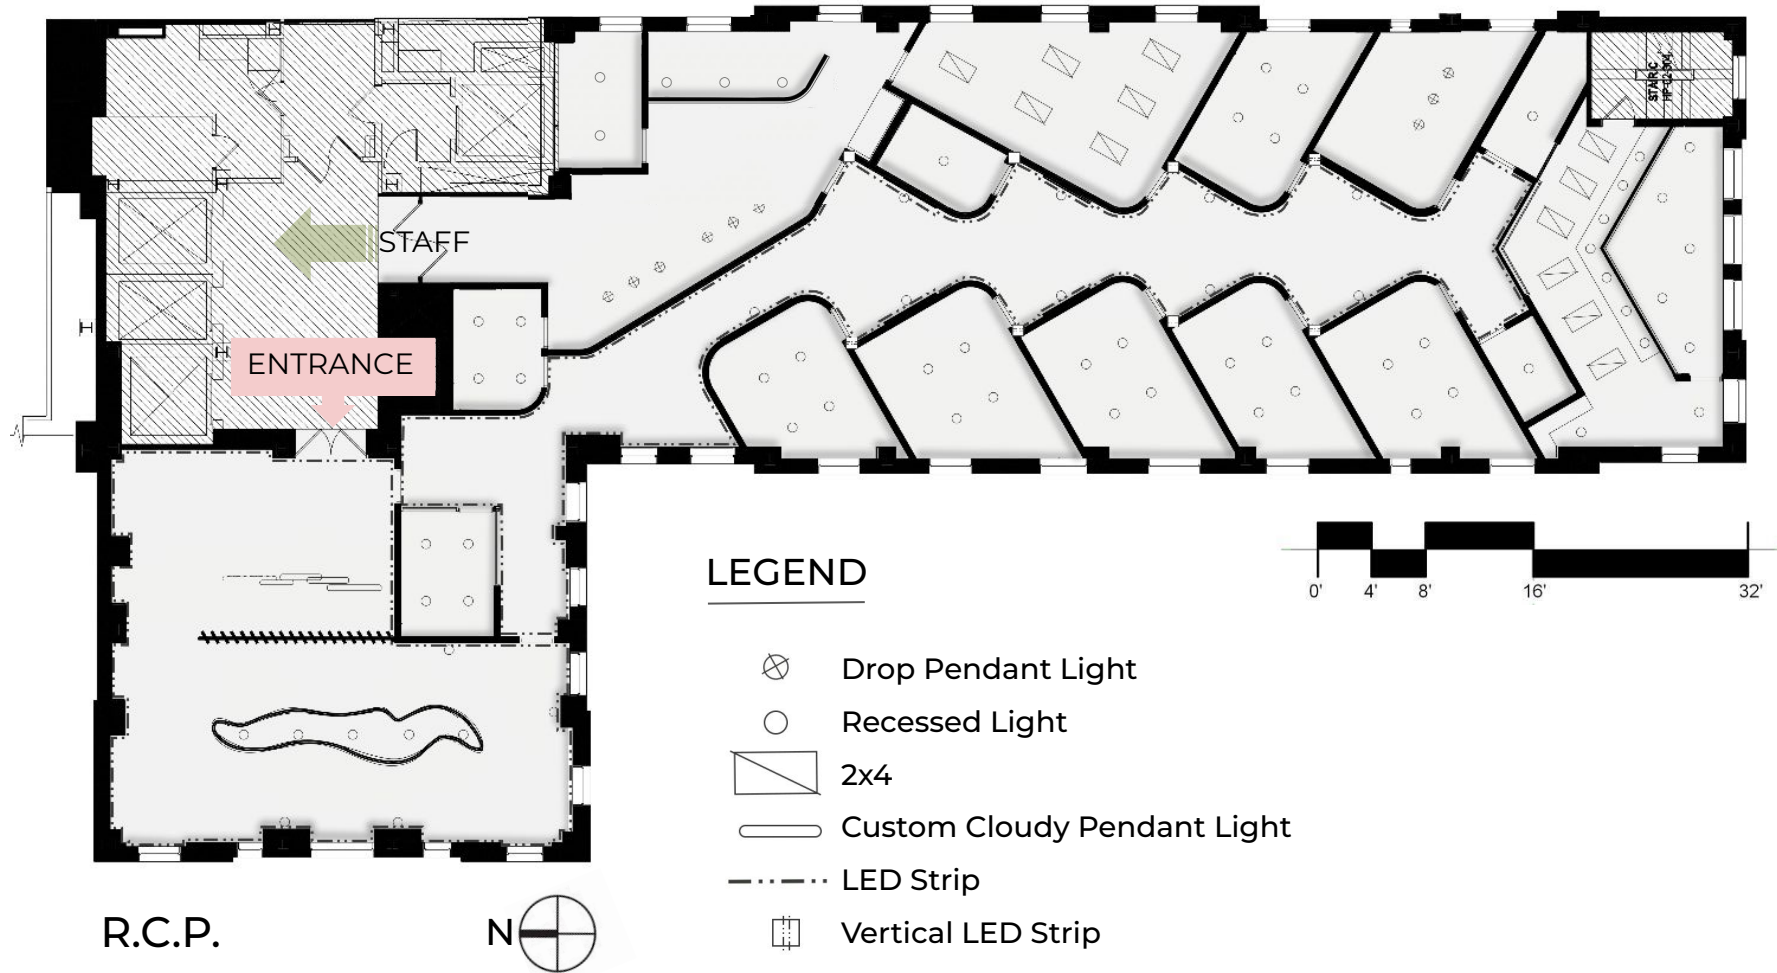 STAIR C
STAFF
ENTRANCE
LEGEND
0' 4' 8' 16' 32'
Drop Pendant Light
Recessed Light
2x4
Custom Cloudy Pendant Light
LED Strip
Vertical LED Strip
R.C.P.
N